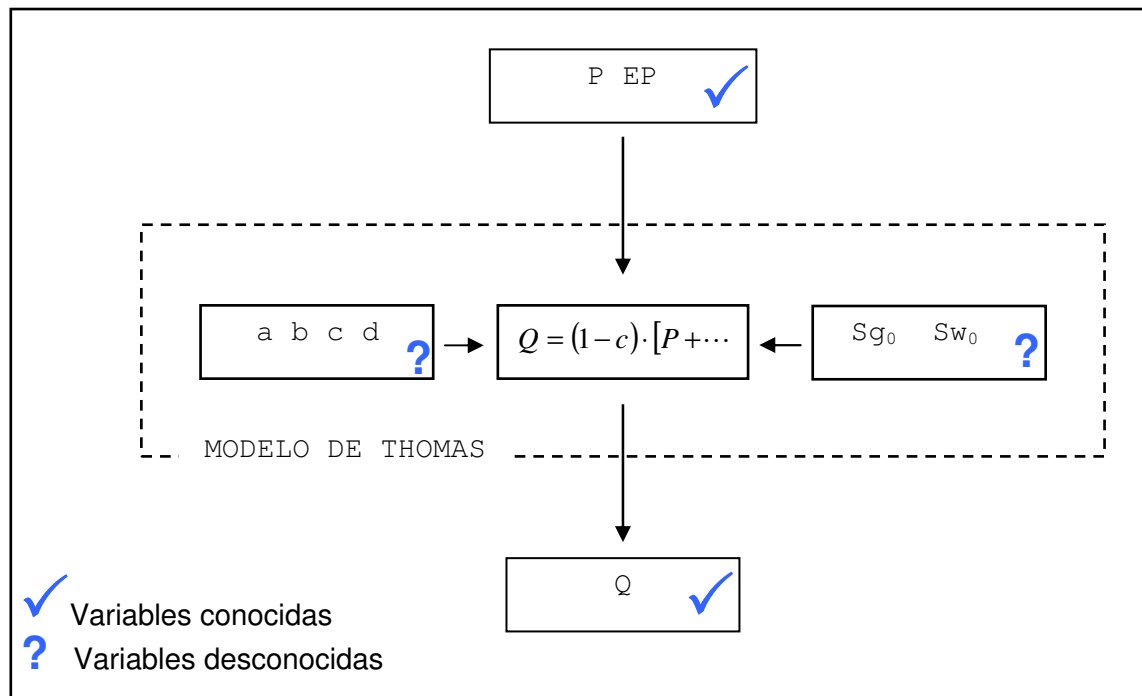 P EP
a b c d ?
Q = (1 − c) · [P + ⋯
Sg₀ Sw₀ ?
MODELO DE THOMAS
Q
Variables conocidas
? Variables desconocidas